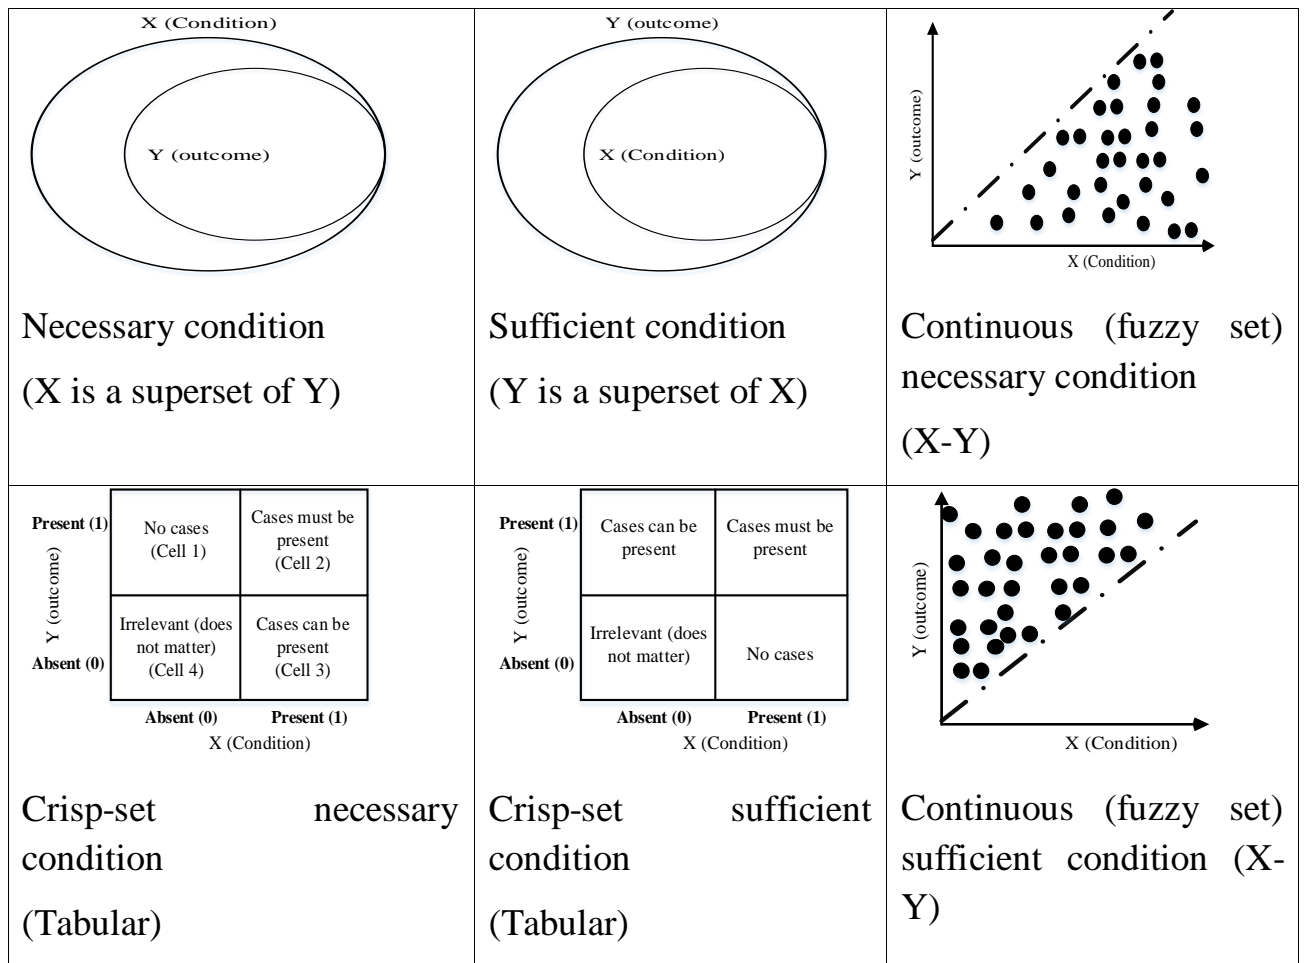 X (Condition)
Y (outcome)
Necessary condition
(X is a superset of Y)
Y (outcome)
X (Condition)
Sufficient condition
(Y is a superset of X)
Y (outcome)
X (Condition)
Continuous (fuzzy set)
necessary condition
(X-Y)
Present (1)
Y (outcome)
Absent (0)
No cases
(Cell 1)
Cases must be
present
(Cell 2)
Irrelevant (does
not matter)
(Cell 4)
Cases can be
present
(Cell 3)
Absent (0)
Present (1)
X (Condition)
Crisp-set necessary
condition
(Tabular)
Present (1)
Y (outcome)
Absent (0)
Cases can be
present
Cases must be
present
Irrelevant (does
not matter)
No cases
Absent (0)
Present (1)
X (Condition)
Crisp-set sufficient
condition
(Tabular)
Y (outcome)
X (Condition)
Continuous (fuzzy set)
sufficient condition (X-
Y)